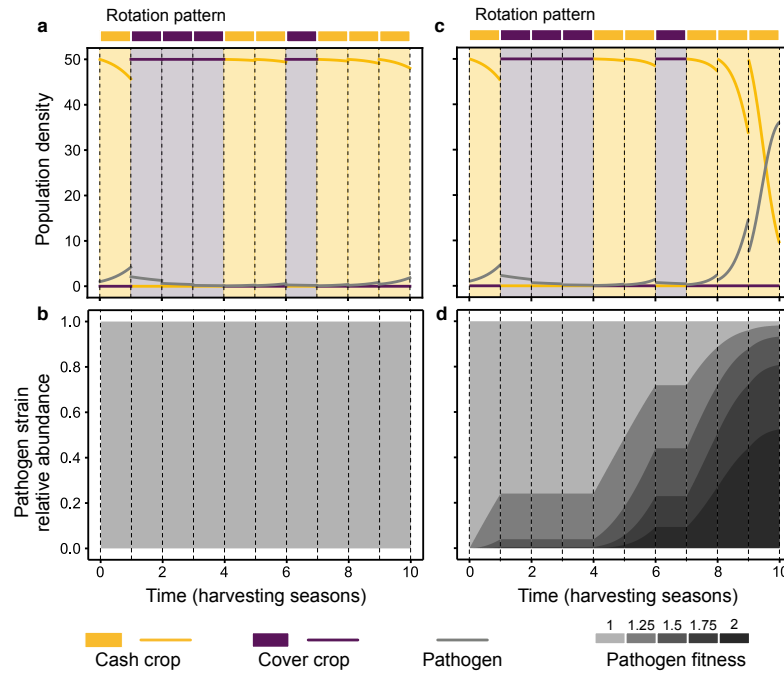 Rotation pattern
Rotation pattern
a
c
50
40
30
20
10
0
Population density
b
d
1.0
0.8
0.6
0.4
0.2
0.0
Pathogen strain
relative abundance
0 2 4 6 8 10
0 2 4 6 8 10
Time (harvesting seasons)
Time (harvesting seasons)
1 1.25 1.5 1.75 2
Cash crop
Cover crop
Pathogen
Pathogen fitness